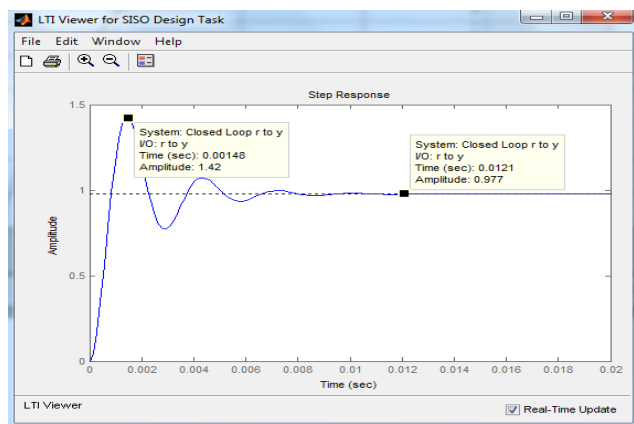 LTI Viewer for SISO Design Task
File Edit Window Help
Step Response
1.5
1
0.5
0
Amplitude
System: Closed Loop r to y
I/O: r to y
Time (sec): 0.00148
Amplitude: 1.42
System: Closed Loop r to y
I/O: r to y
Time (sec): 0.0121
Amplitude: 0.977
0 0.002 0.004 0.006 0.008 0.01 0.012 0.014 0.016 0.018 0.02
Time (sec)
LTI Viewer
Real-Time Update